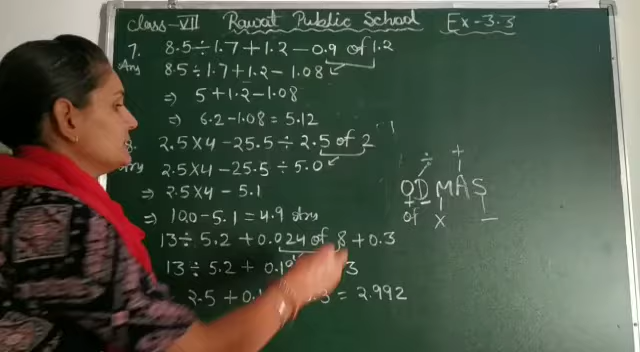 Class-VII Rawat Public School Ex-3.3
7. 8.5÷1.7+1.2-0.9 of 1.2
Ans 8.5÷1.7+1.2-1.08
⇒ 5+1.2-1.08
⇒ 6.2-1.08=5.12
2.5×4-25.5÷2.5 of 2
Ans 2.5×4-25.5÷5.0
⇒ 2.5×4-5.1
⇒ 10.0-5.1=4.9 Ans
13÷5.2+0.024 of 8+0.3
13÷5.2+0.19 3
2.5+0.1 .3=2.992
÷ +
ODMAS
of × -